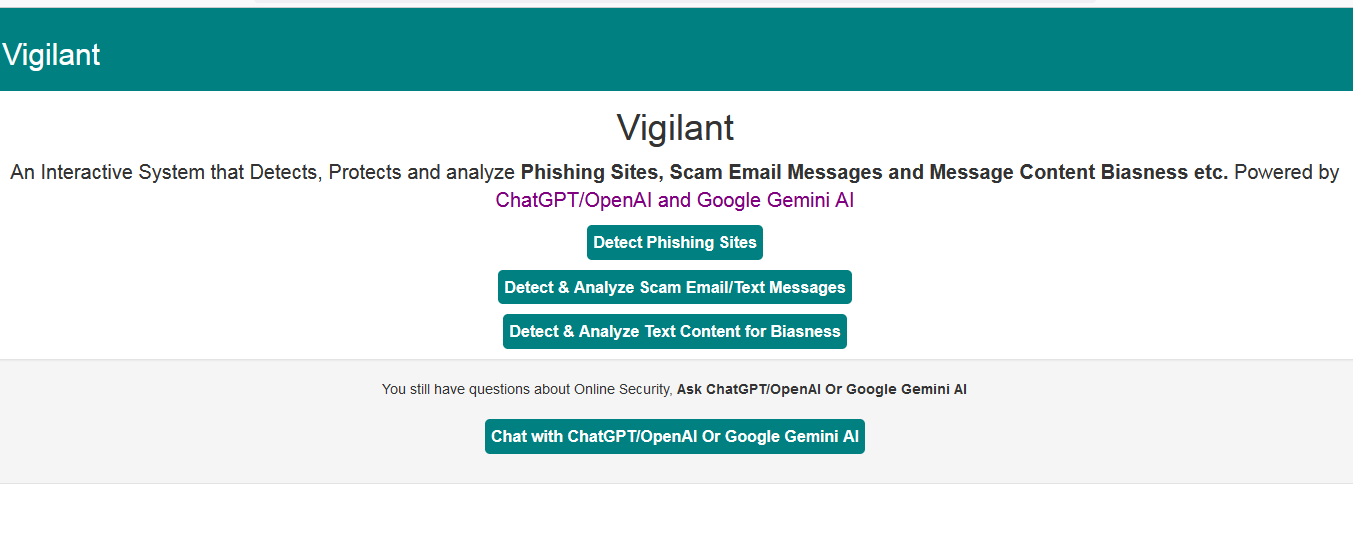 Vigilant
Vigilant
An Interactive System that Detects, Protects and analyze Phishing Sites, Scam Email Messages and Message Content Biasness etc. Powered by
ChatGPT/OpenAI and Google Gemini AI
Detect Phishing Sites
Detect & Analyze Scam Email/Text Messages
Detect & Analyze Text Content for Biasness
You still have questions about Online Security, Ask ChatGPT/OpenAI Or Google Gemini AI
Chat with ChatGPT/OpenAI Or Google Gemini AI